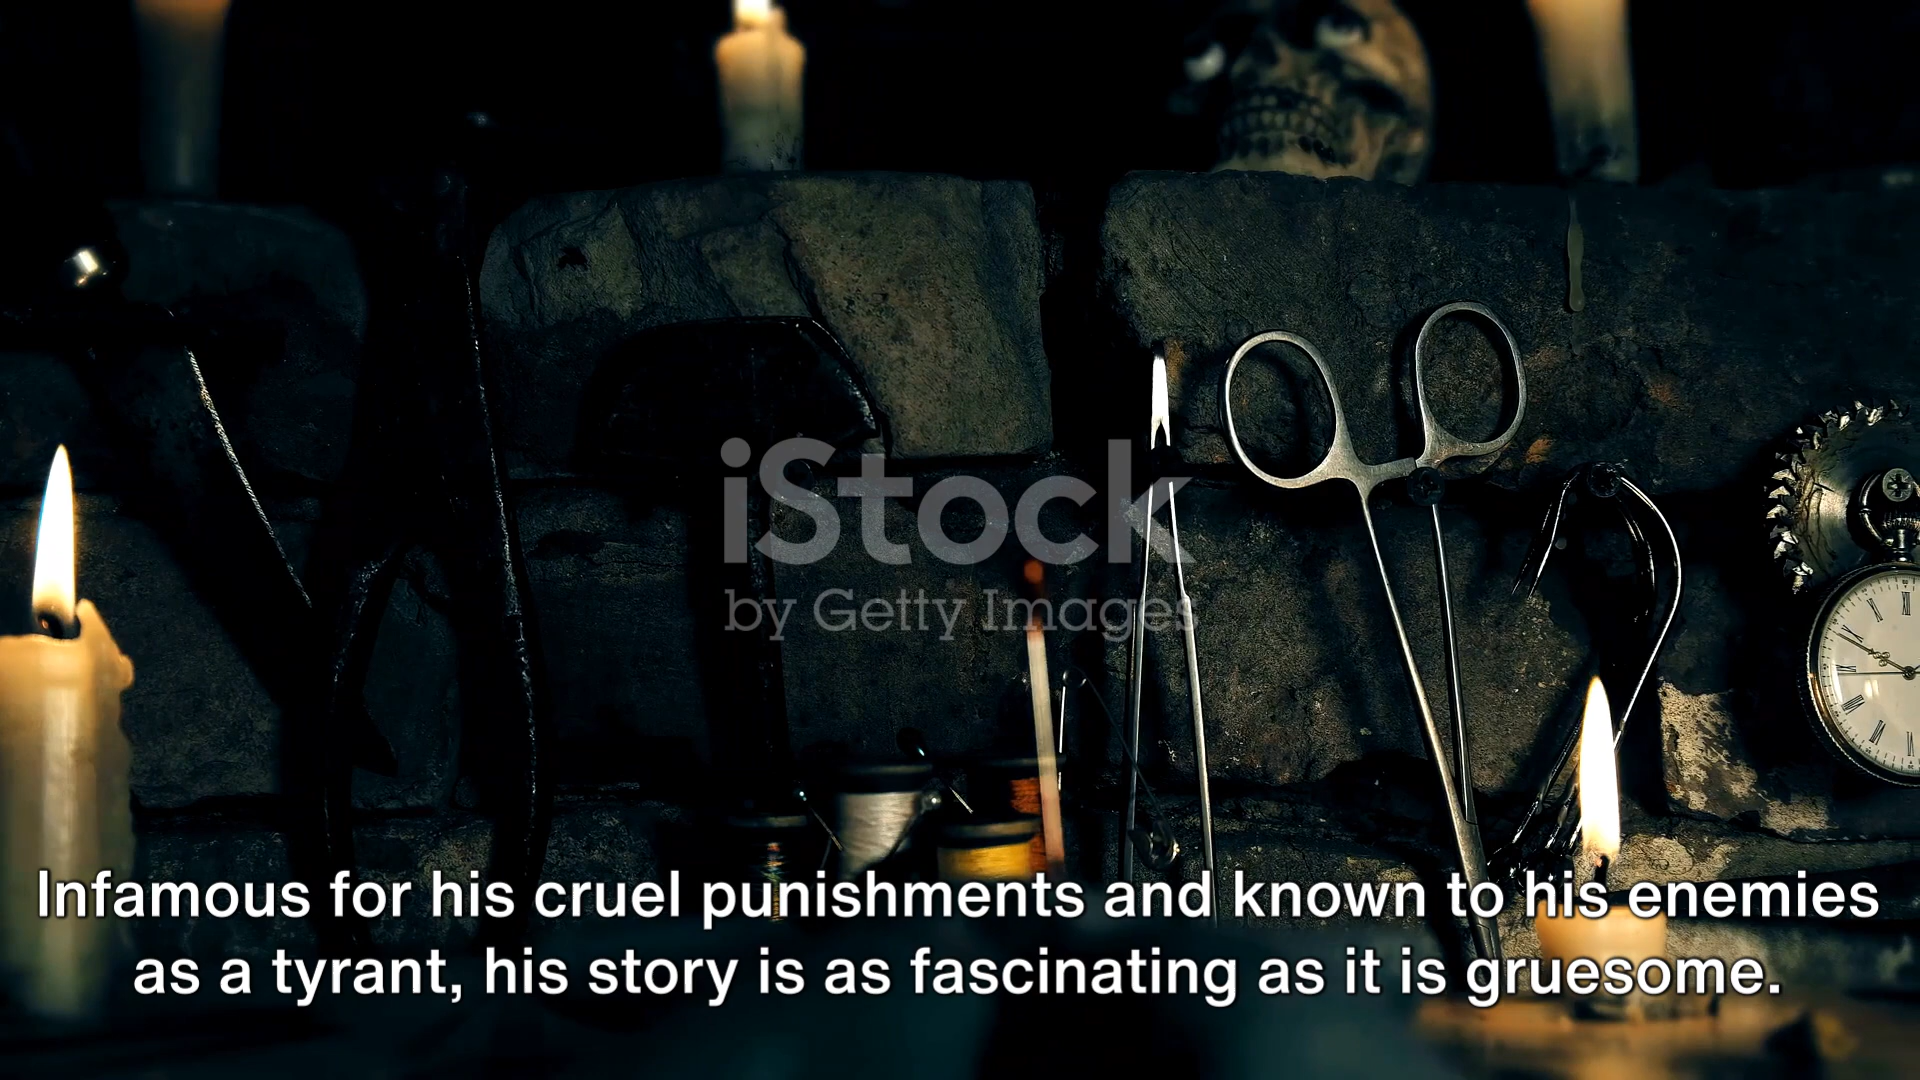 iStock
by Getty Images
Infamous for his cruel punishments and known to his enemies
as a tyrant, his story is as fascinating as it is gruesome.